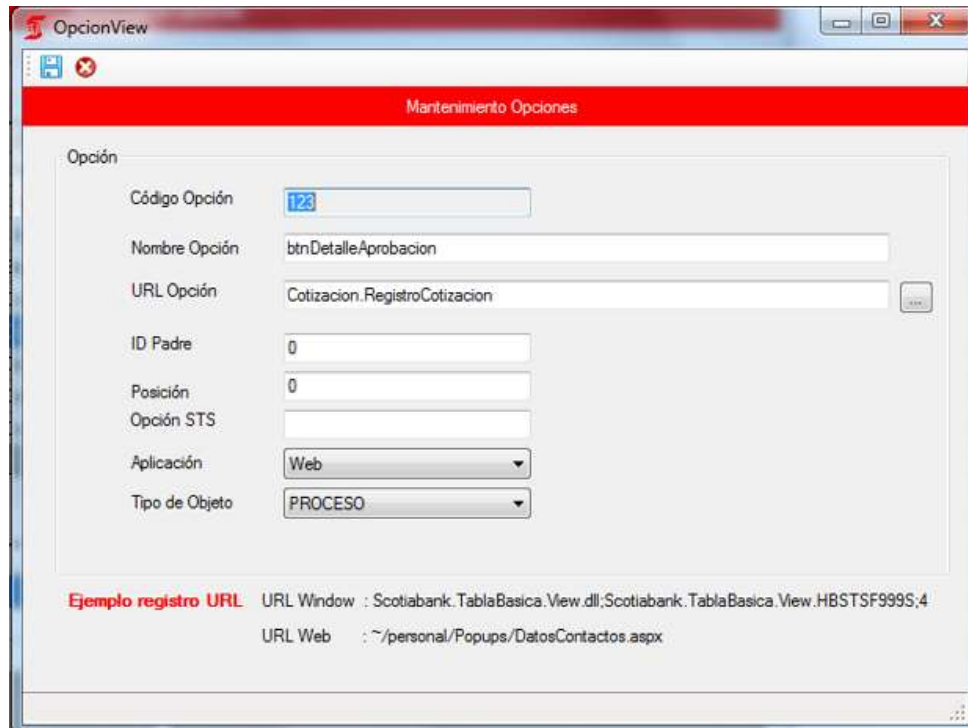 OpcionView
Mantenimiento Opciones
Opción
Código Opción 123
Nombre Opción btnDetalleAprobacion
URL Opción Cotizacion.RegistroCotizacion ...
ID Padre 0
Posición 0
Opción STS
Aplicación Web
Tipo de Objeto PROCESO
Ejemplo registro URL URL Window : Scotiabank.TablaBasica.View.dll;Scotiabank.TablaBasica.View.HBSTSF999S;4
URL Web : ~/personal/Popups/DatosContactos.aspx